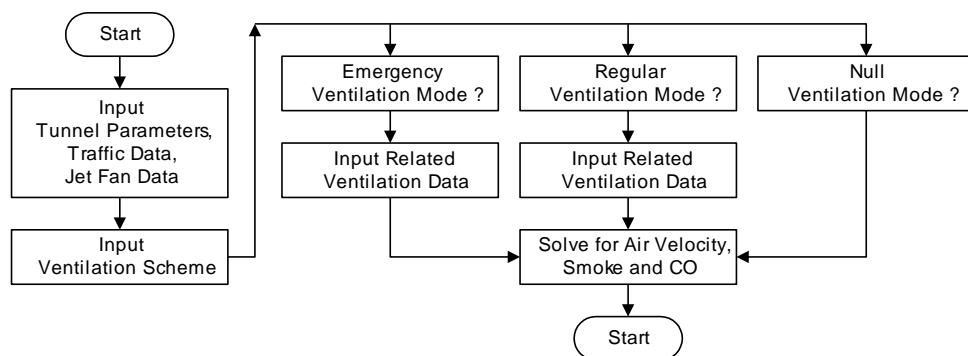 Start
Input
Tunnel Parameters,
Traffic Data,
Jet Fan Data
Input
Ventilation Scheme
Emergency
Ventilation Mode ?
Input Related
Ventilation Data
Regular
Ventilation Mode ?
Input Related
Ventilation Data
Null
Ventilation Mode ?
Solve for Air Velocity,
Smoke and CO
Start